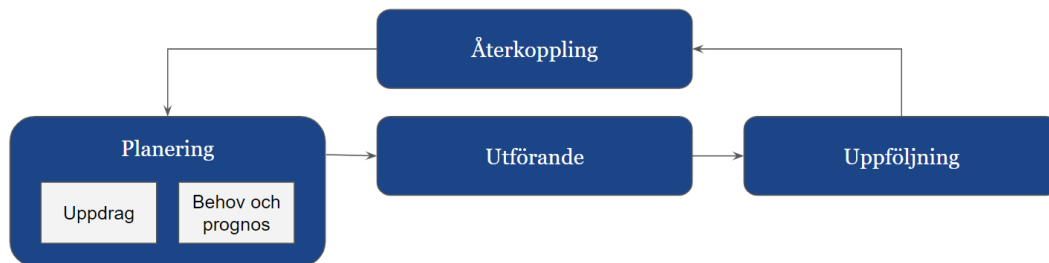 Återkoppling
Planering
Utförande
Uppföljning
Uppdrag
Behov och
prognos